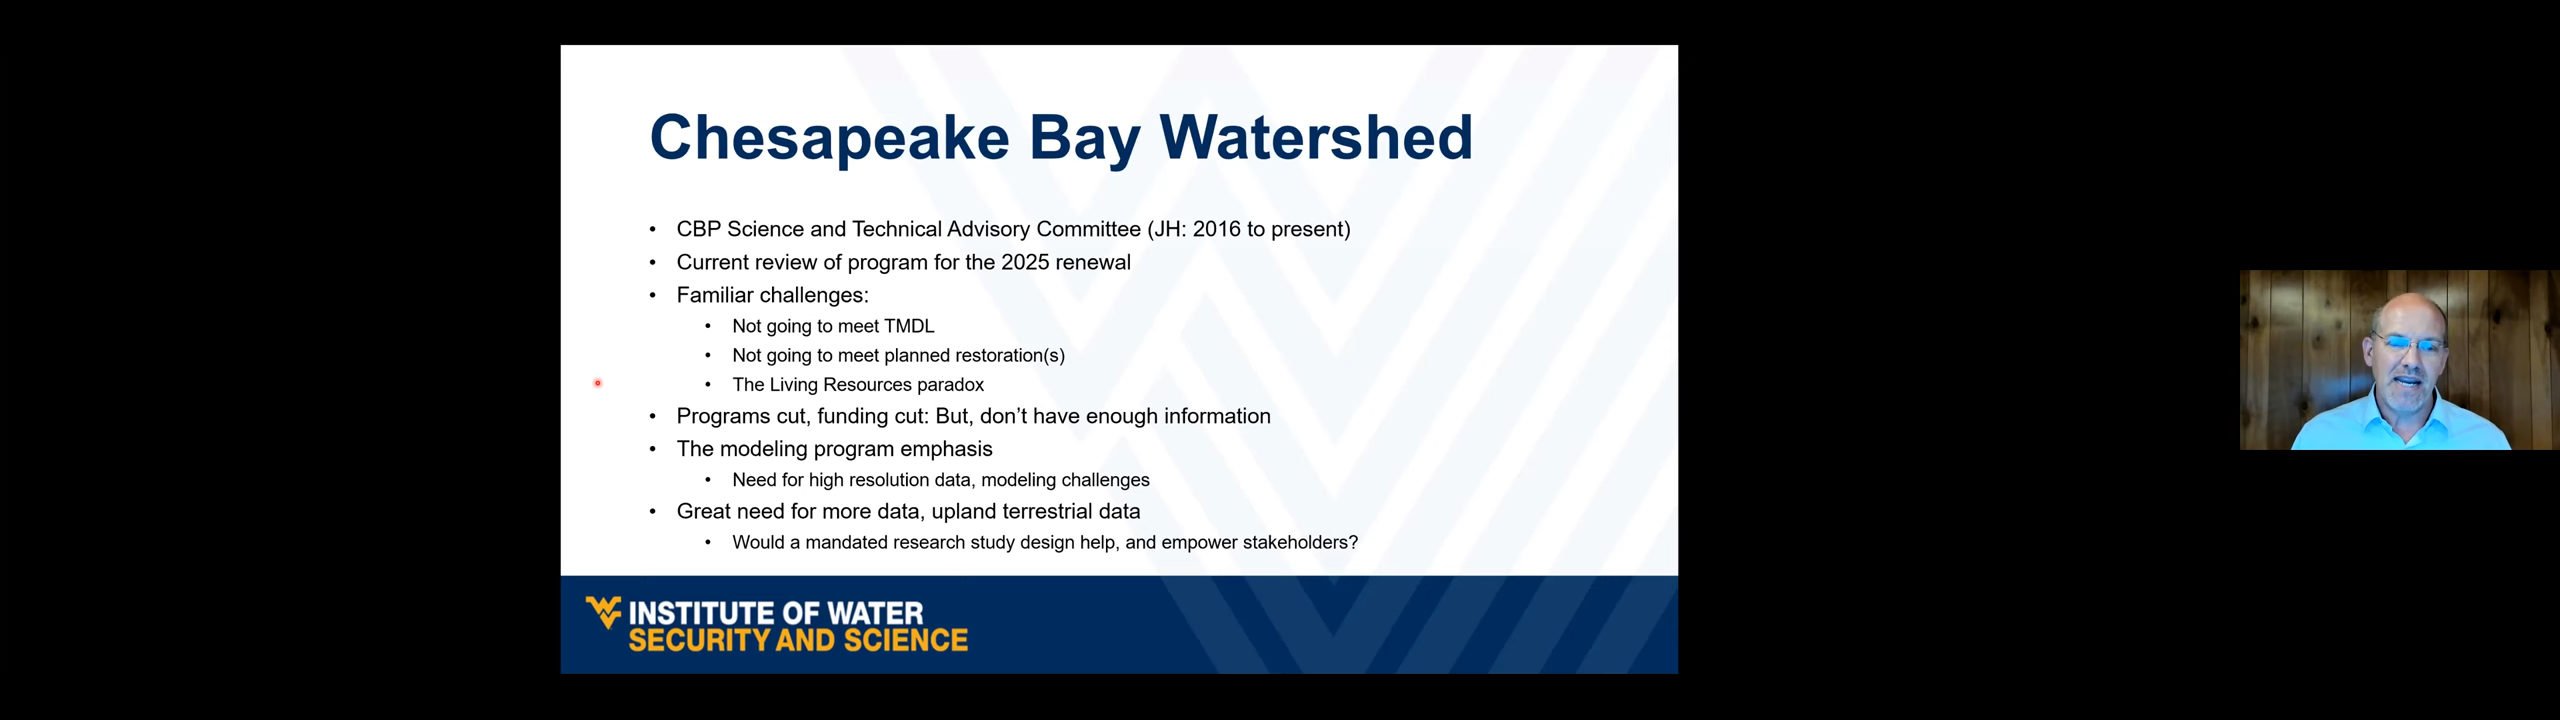 Chesapeake Bay Watershed
• CBP Science and Technical Advisory Committee (JH: 2016 to present)
• Current review of program for the 2025 renewal
• Familiar challenges:
• Not going to meet TMDL
• Not going to meet planned restoration(s)
• The Living Resources paradox
• Programs cut, funding cut: But, don’t have enough information
• The modeling program emphasis
• Need for high resolution data, modeling challenges
• Great need for more data, upland terrestrial data
• Would a mandated research study design help, and empower stakeholders?
INSTITUTE OF WATER
SECURITY AND SCIENCE